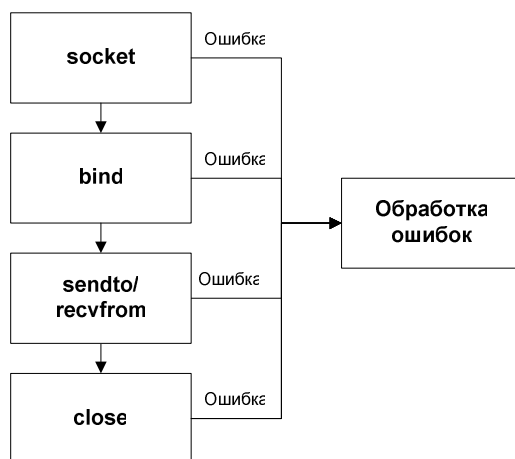 Ошибка
socket
Ошибка
bind
Обработка
ошибок
Ошибка
sendto/
recvfrom
Ошибка
close